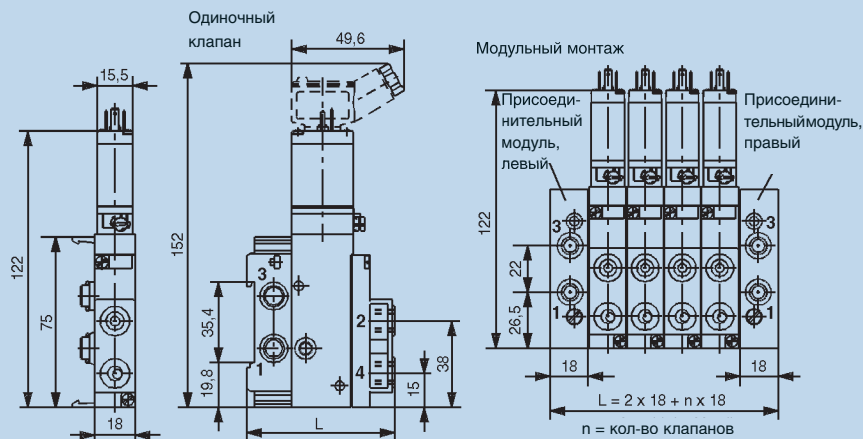 Одиночный
клапан
49,6
15,5
152
122
75
18
3
1
2
4
35,4
19,8
38
15
L
Модульный монтаж
Присоеди-
нительный
модуль,
левый
Присоедини-
тельныймодуль,
правый
122
3
1
3
1
22
26,5
18
18
L = 2 x 18 + n x 18
n = кол-во клапанов